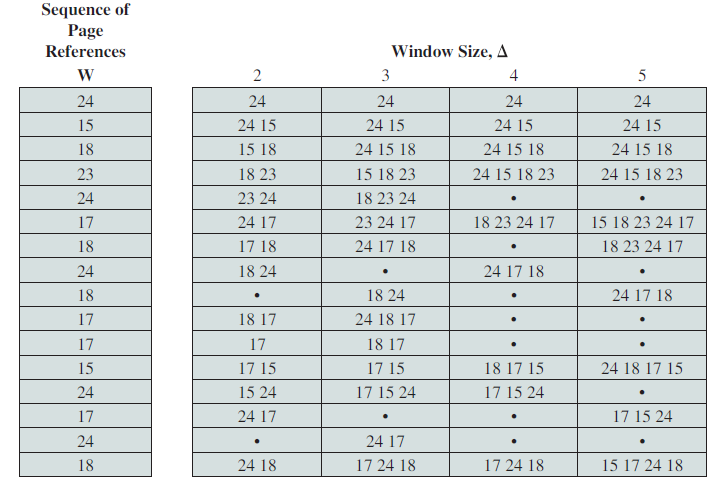 Sequence of
Page
References
Window Size, Δ
W 2 3 4 5
24 24 24 24 24
15 24 15 24 15 24 15 24 15
18 15 18 24 15 18 24 15 18 24 15 18
23 18 23 15 18 23 24 15 18 23 24 15 18 23
24 23 24 18 23 24 • •
17 24 17 23 24 17 18 23 24 17 15 18 23 24 17
18 17 18 24 17 18 • 18 23 24 17
24 18 24 • 24 17 18 •
18 • 18 24 • 24 17 18
17 18 17 24 18 17 • •
17 17 18 17 • •
15 17 15 17 15 18 17 15 24 18 17 15
24 15 24 17 15 24 17 15 24 •
17 24 17 • • 17 15 24
24 • 24 17 • •
18 24 18 17 24 18 17 24 18 15 17 24 18